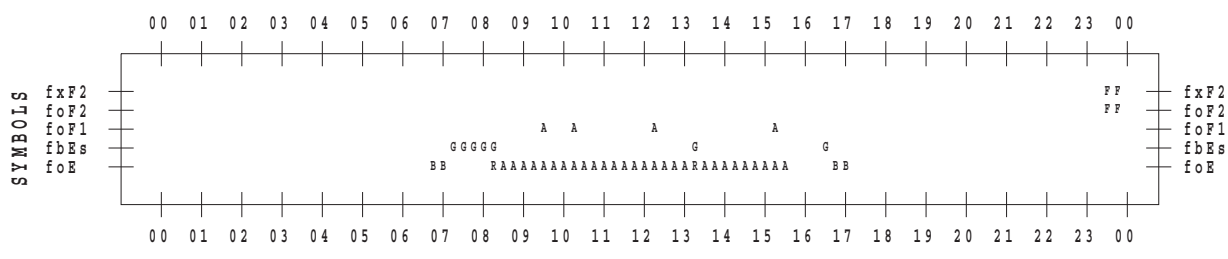 00 01 02 03 04 05 06 07 08 09 10 11 12 13 14 15 16 17 18 19 20 21 22 23 00
SYMBOLS
fxF2 FF fxF2
foF2 FF foF2
foF1 A A A A foF1
fbEs GGGGG G G fbEs
foE BB RAAAAAAAAAAAAAAAAAAARAAAAAAAAA BB foE
00 01 02 03 04 05 06 07 08 09 10 11 12 13 14 15 16 17 18 19 20 21 22 23 00